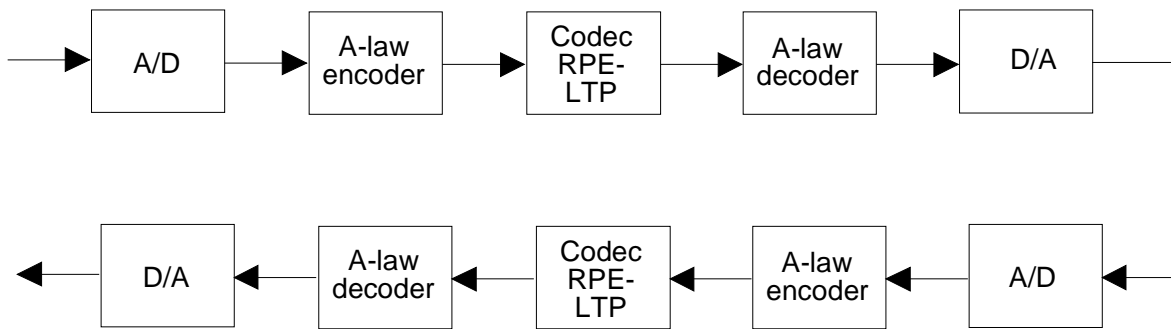 A/D
A-law
encoder
Codec
RPE-
LTP
A-law
decoder
D/A
D/A
A-law
decoder
Codec
RPE-
LTP
A-law
encoder
A/D